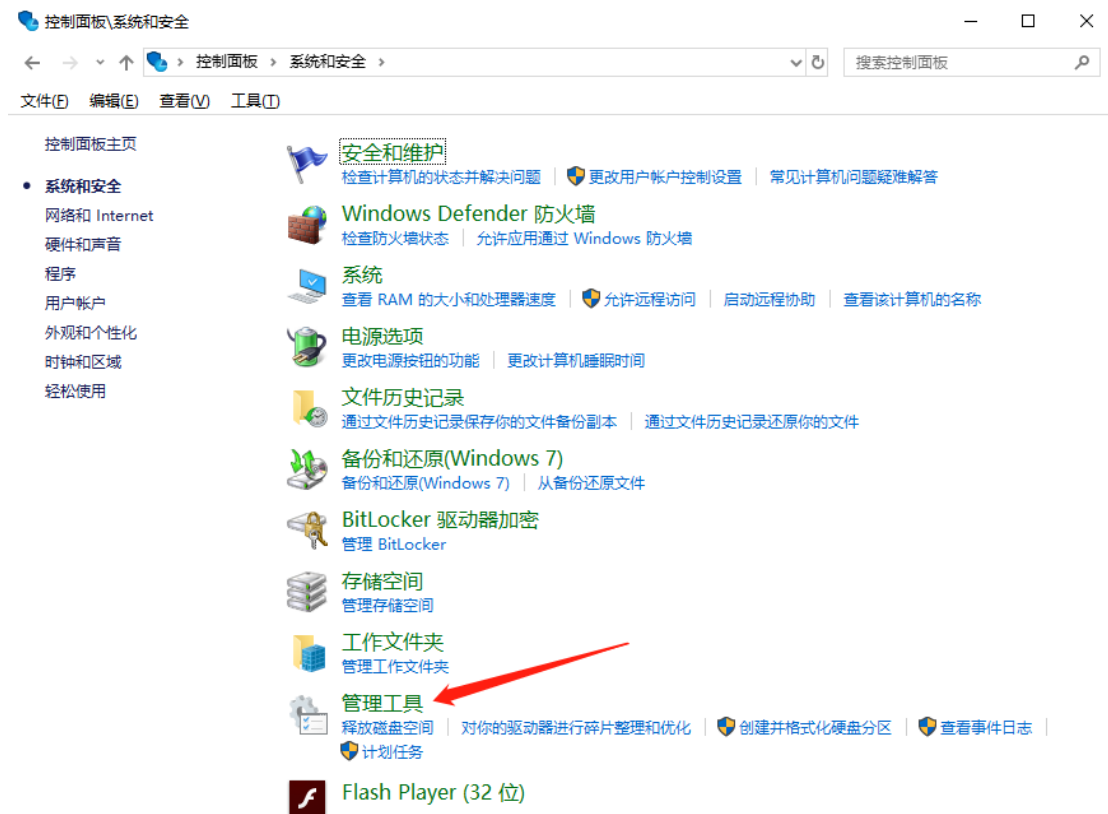 控制面板\系统和安全
控制面板 系统和安全
搜索控制面板
文件(F) 编辑(E) 查看(V) 工具(T)
控制面板主页
系统和安全
网络和 Internet
硬件和声音
程序
用户帐户
外观和个性化
时钟和区域
轻松使用
安全和维护
检查计算机的状态并解决问题 更改用户帐户控制设置 常见计算机问题疑难解答
Windows Defender 防火墙
检查防火墙状态 允许应用通过 Windows 防火墙
系统
查看 RAM 的大小和处理器速度 允许远程访问 启动远程协助 查看该计算机的名称
电源选项
更改电源按钮的功能 更改计算机睡眠时间
文件历史记录
通过文件历史记录保存你的文件备份副本 通过文件历史记录还原你的文件
备份和还原(Windows 7)
备份和还原(Windows 7) 从备份还原文件
BitLocker 驱动器加密
管理 BitLocker
存储空间
管理存储空间
工作文件夹
管理工作文件夹
管理工具
释放磁盘空间 对你的驱动器进行碎片整理和优化 创建并格式化硬盘分区 查看事件日志
计划任务
Flash Player (32 位)